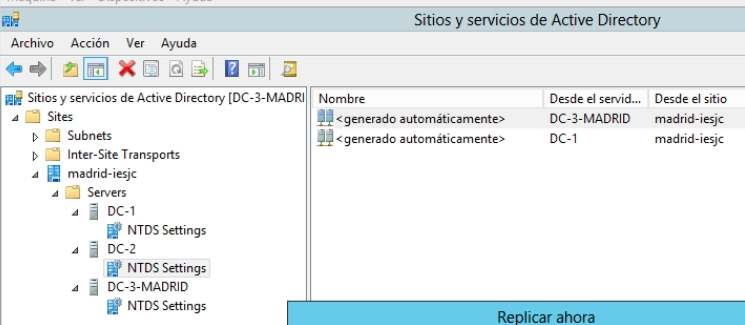 Sitios y servicios de Active Directory
Archivo Acción Ver Ayuda
Sitios y servicios de Active Directory [DC-3-MADRI
Sites
Subnets
Inter-Site Transports
madrid-iesjc
Servers
DC-1
NTDS Settings
DC-2
NTDS Settings
DC-3-MADRID
NTDS Settings
Nombre Desde el servid... Desde el sitio
<generado automáticamente> DC-3-MADRID madrid-iesjc
<generado automáticamente> DC-1 madrid-iesjc
Replicar ahora